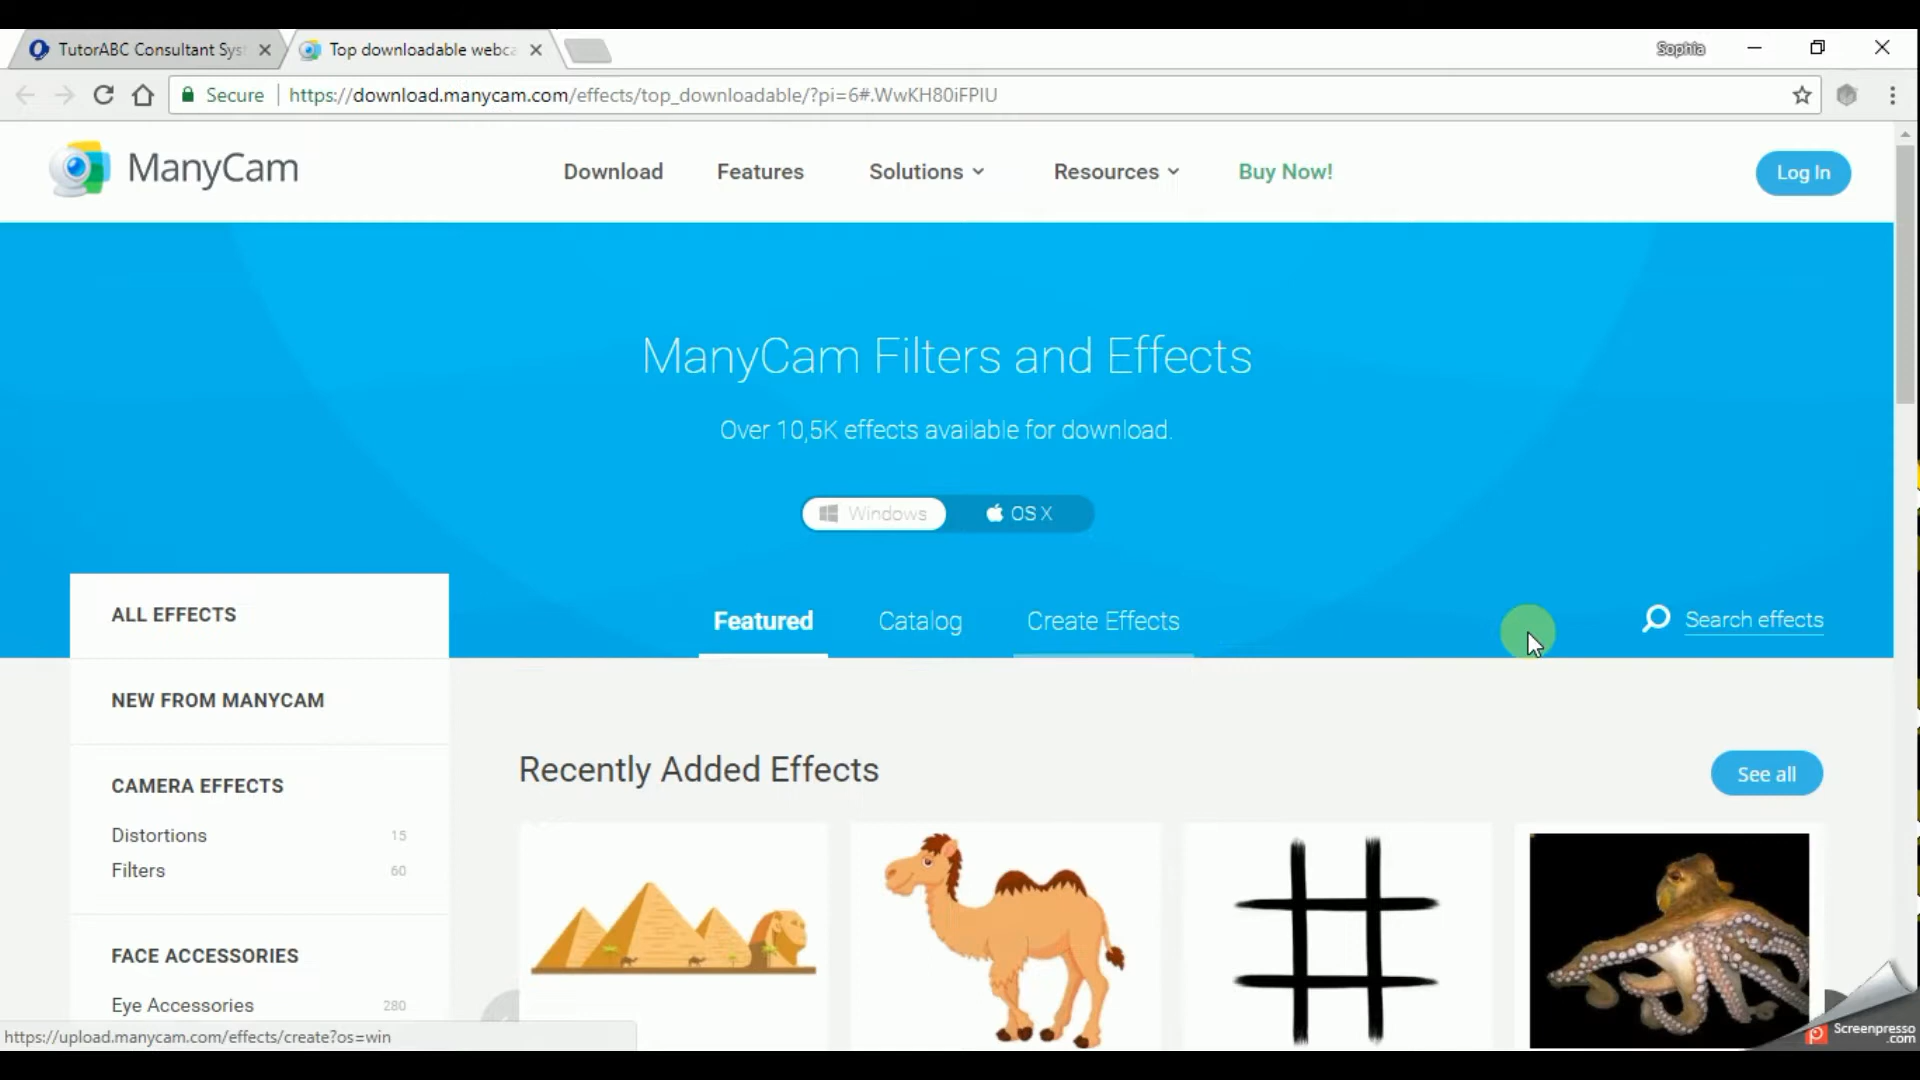 TutorABC Consultant Syst
Top downloadable webca
Sophia
Secure
https://download.manycam.com/effects/top_downloadable/?pi=6#.WwKH80iFPIU
ManyCam
Download
Features
Solutions
Resources
Buy Now!
Log In
ManyCam Filters and Effects
Over 10,5K effects available for download.
Windows
OS X
Featured
Catalog
Create Effects
Search effects
ALL EFFECTS
NEW FROM MANYCAM
CAMERA EFFECTS
Distortions 15
Filters 60
FACE ACCESSORIES
Eye Accessories 280
Recently Added Effects
See all
https://upload.manycam.com/effects/create?os=win
Screenpresso
.com